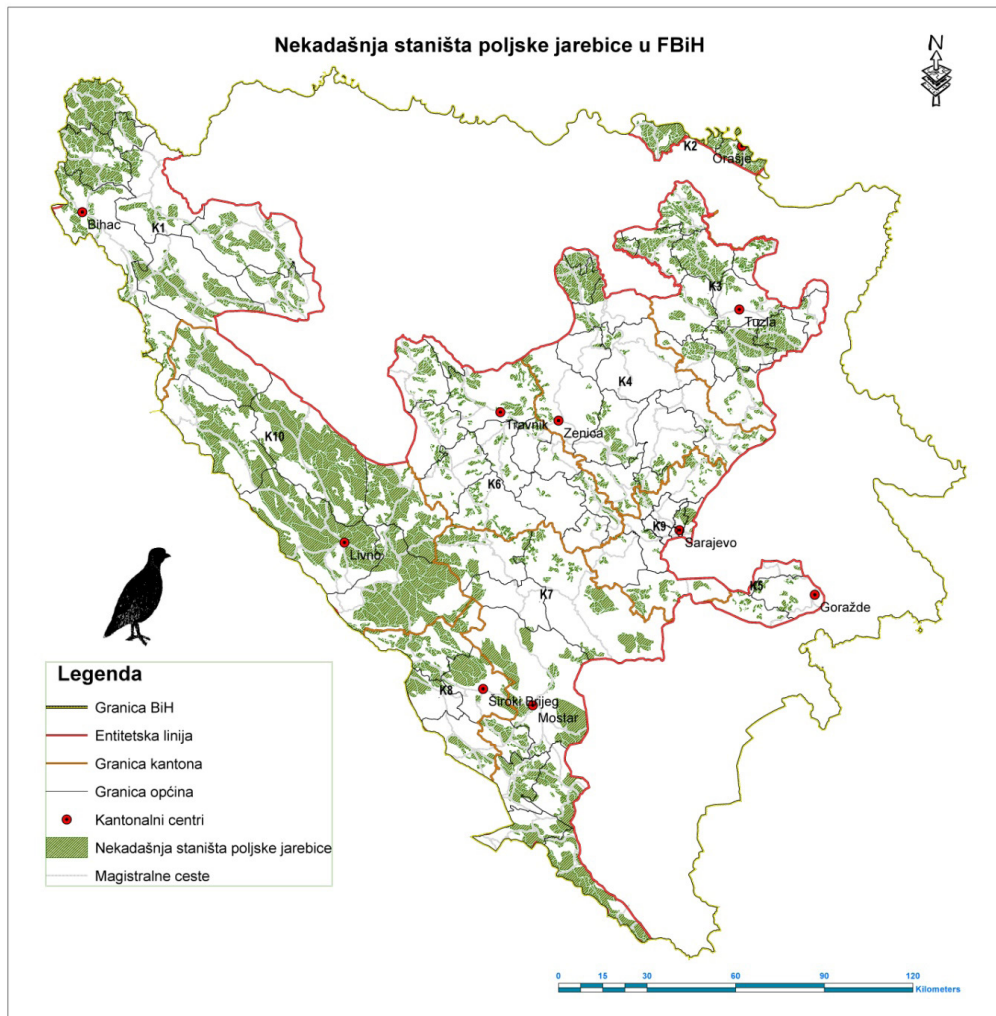 Nekadašnja staništa poljske jarebice u FBiH
N
K2
Orašje
Bihac
K1
K3
Tuzla
K4
Travnik
Zenica
K10
K6
K9
Sarajevo
Livno
K7
K5
Goražde
K8
Široki Brijeg
Mostar
Legenda
Granica BiH
Entitetska linija
Granica kantona
Granica općina
Kantonalni centri
Nekadašnja staništa poljske jarebice
Magistralne ceste
0 15 30 60 90 120
Kilometers